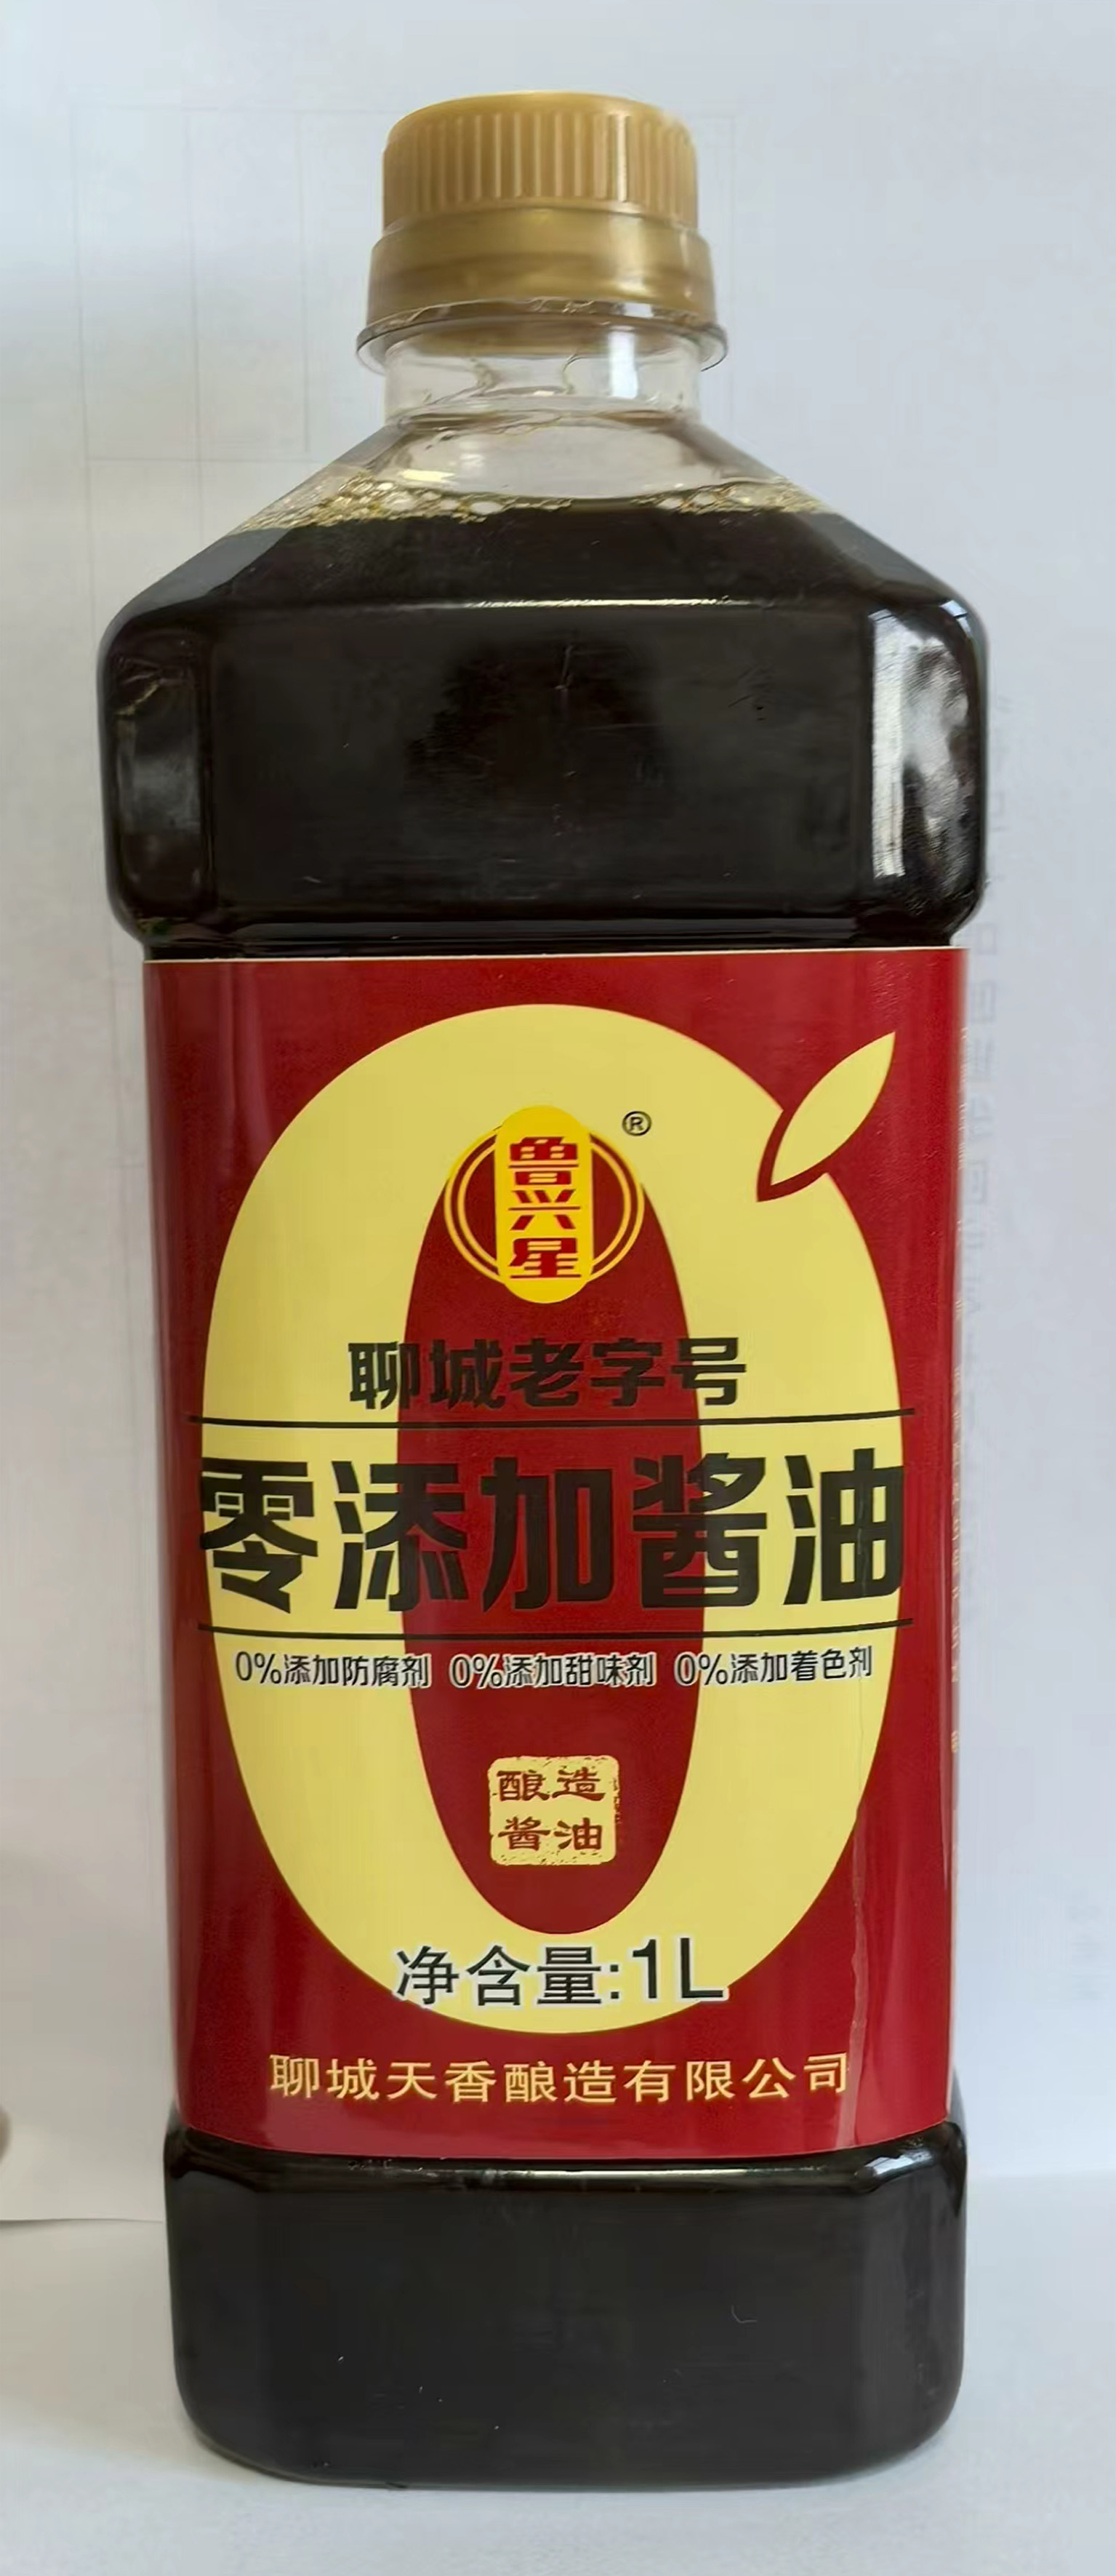 鲁兴星
®
聊城老字号
零添加酱油
0%添加防腐剂 0%添加甜味剂 0%添加着色剂
酿造
酱油
净含量:1L
聊城天香酿造有限公司